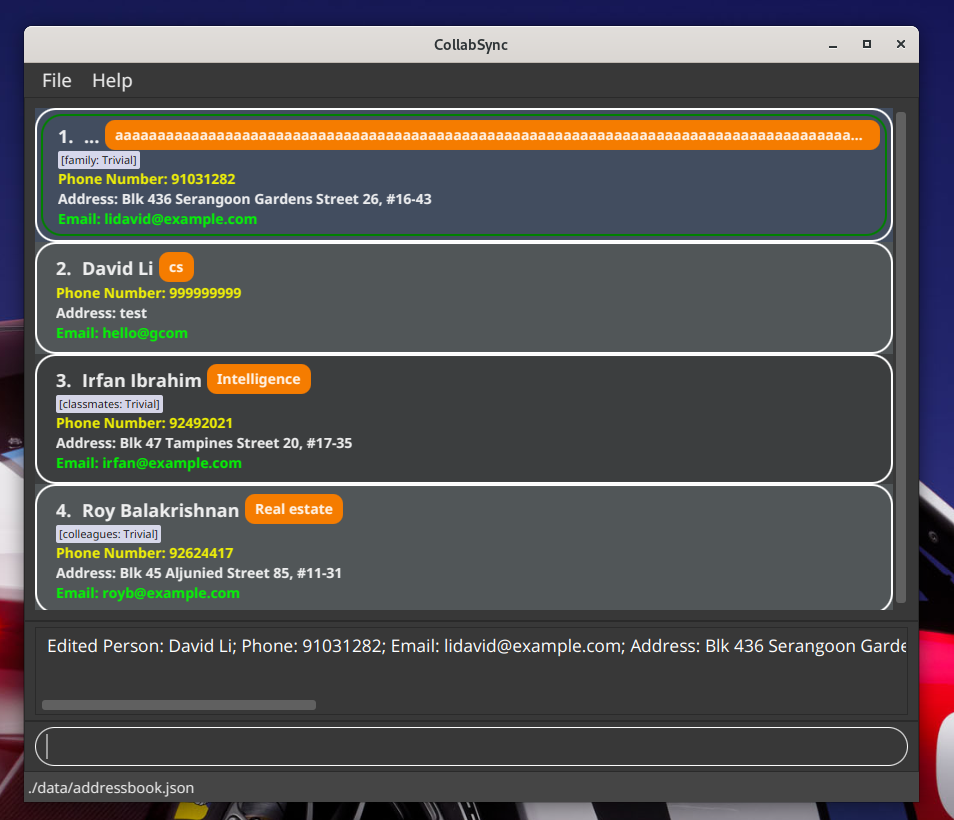 CollabSync
File Help
1. ... aaaaaaaaaaaaaaaaaaaaaaaaaaaaaaaaaaaaaaaaaaaaaaaaaaaaaaaaaaaaaaaaaaaaaaaaaaaaaaaaaaaaaaa...
[family: Trivial]
Phone Number: 91031282
Address: Blk 436 Serangoon Gardens Street 26, #16-43
Email: lidavid@example.com
2. David Li cs
Phone Number: 999999999
Address: test
Email: hello@gcom
3. Irfan Ibrahim Intelligence
[classmates: Trivial]
Phone Number: 92492021
Address: Blk 47 Tampines Street 20, #17-35
Email: irfan@example.com
4. Roy Balakrishnan Real estate
[colleagues: Trivial]
Phone Number: 92624417
Address: Blk 45 Aljunied Street 85, #11-31
Email: royb@example.com
Edited Person: David Li; Phone: 91031282; Email: lidavid@example.com; Address: Blk 436 Serangoon Garde
./data/addressbook.json